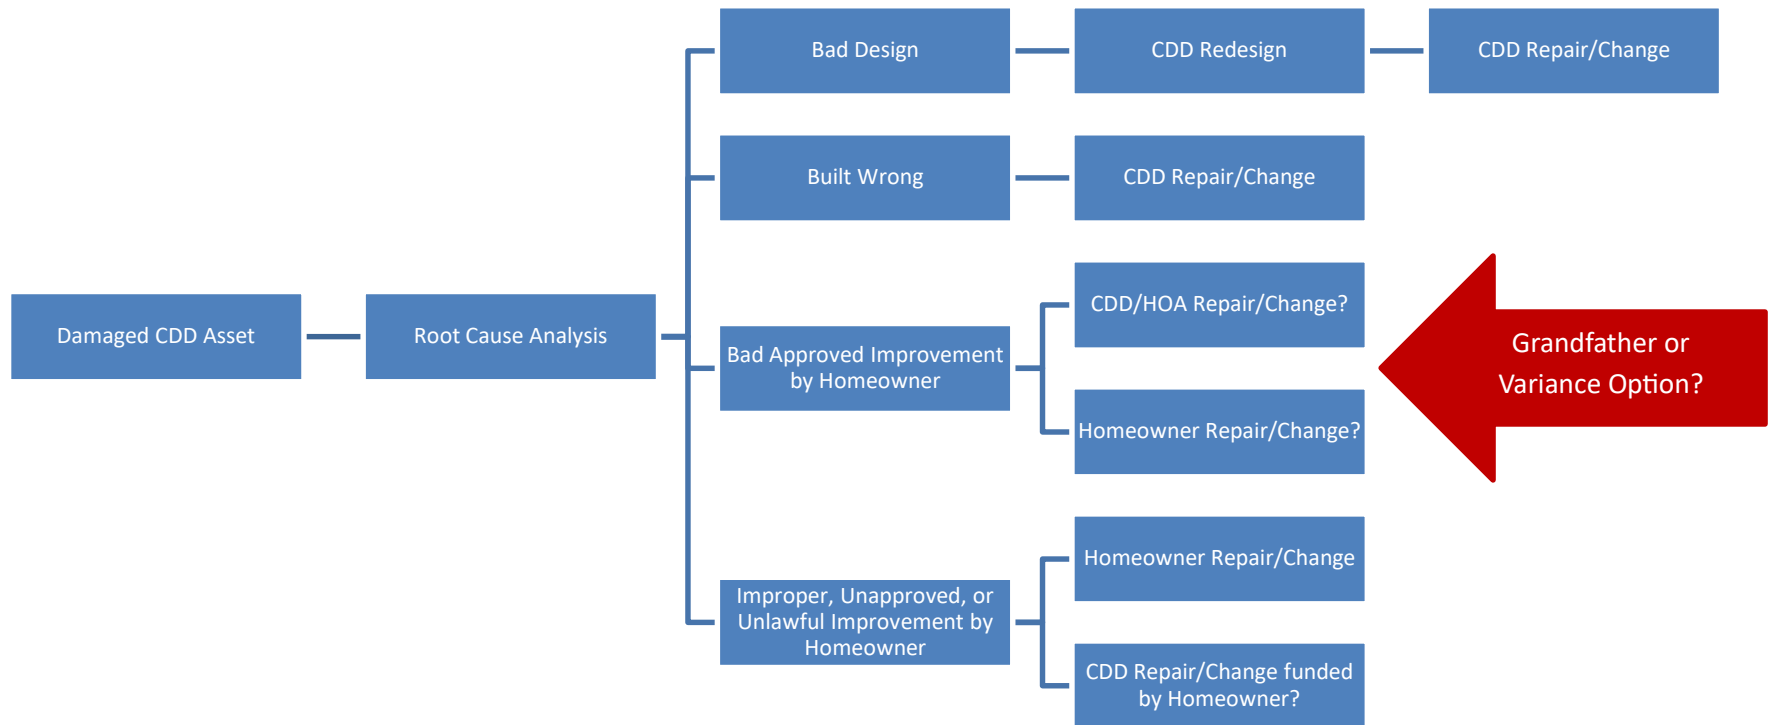 Bad Design
CDD Redesign
CDD Repair/Change
Built Wrong
CDD Repair/Change
Damaged CDD Asset
Root Cause Analysis
Bad Approved Improvement
by Homeowner
CDD/HOA Repair/Change?
Homeowner Repair/Change?
Grandfather or
Variance Option?
Improper, Unapproved, or
Unlawful Improvement by
Homeowner
Homeowner Repair/Change
CDD Repair/Change funded
by Homeowner?